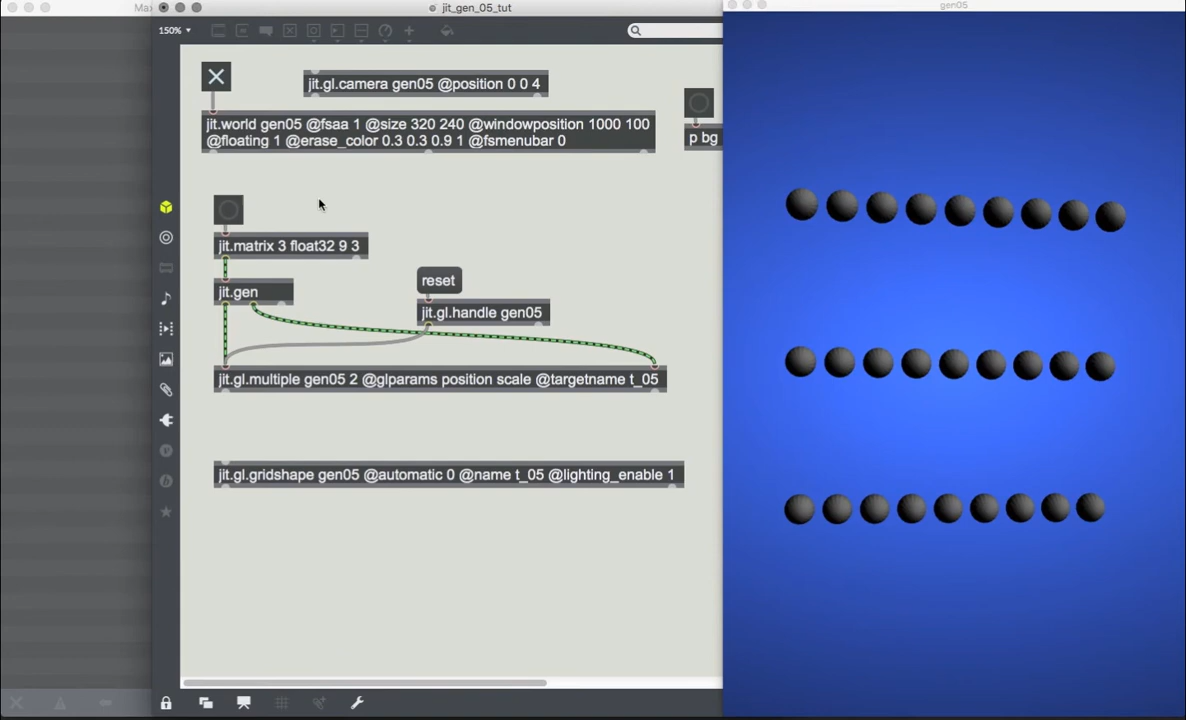 Max
jit_gen_05_tut
gen05
150%
jit.gl.camera gen05 @position 0 0 4
jit.world gen05 @fsaa 1 @size 320 240 @windowposition 1000 100
@floating 1 @erase_color 0.3 0.3 0.9 1 @fsmenubar 0
p bg
jit.matrix 3 float32 9 3
jit.gen
reset
jit.gl.handle gen05
jit.gl.multiple gen05 2 @glparams position scale @targetname t_05
jit.gl.gridshape gen05 @automatic 0 @name t_05 @lighting_enable 1